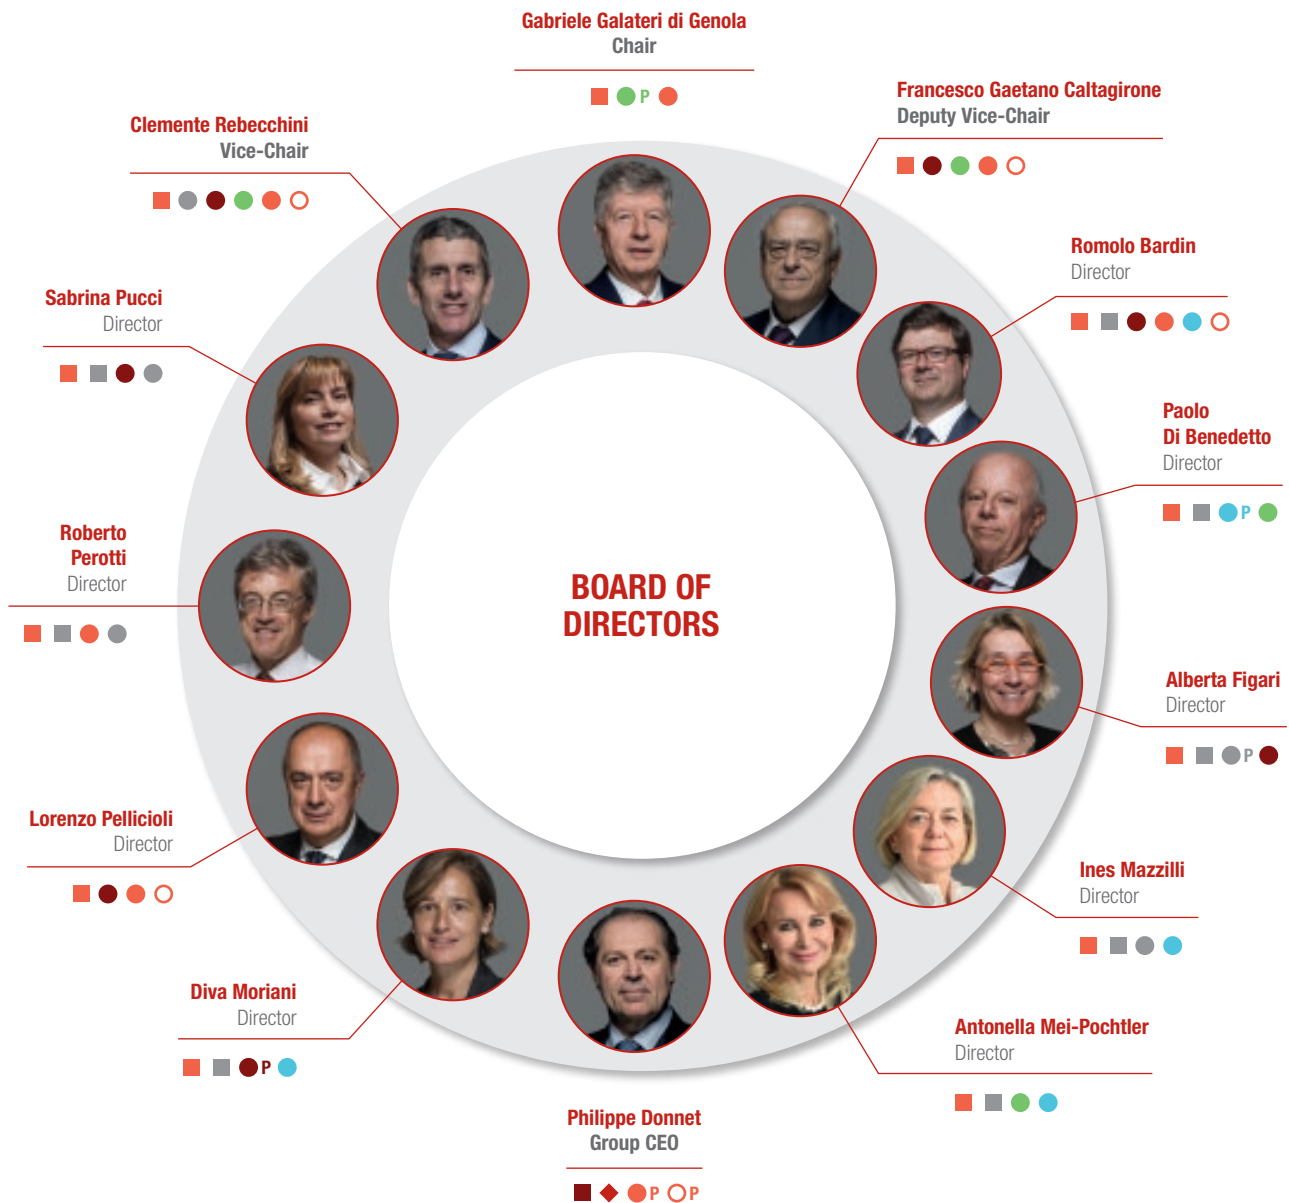 Gabriele Galateri di Genola
Chair
P
Francesco Gaetano Caltagirone
Deputy Vice-Chair
Clemente Rebecchini
Vice-Chair
Romolo Bardin
Director
Sabrina Pucci
Director
Paolo
Di Benedetto
Director
P
Roberto
Perotti
Director
BOARD OF
DIRECTORS
Alberta Figari
Director
P
Lorenzo Pellicioli
Director
Ines Mazzilli
Director
Diva Moriani
Director
P
Antonella Mei-Pochtler
Director
Philippe Donnet
Group CEO
P P